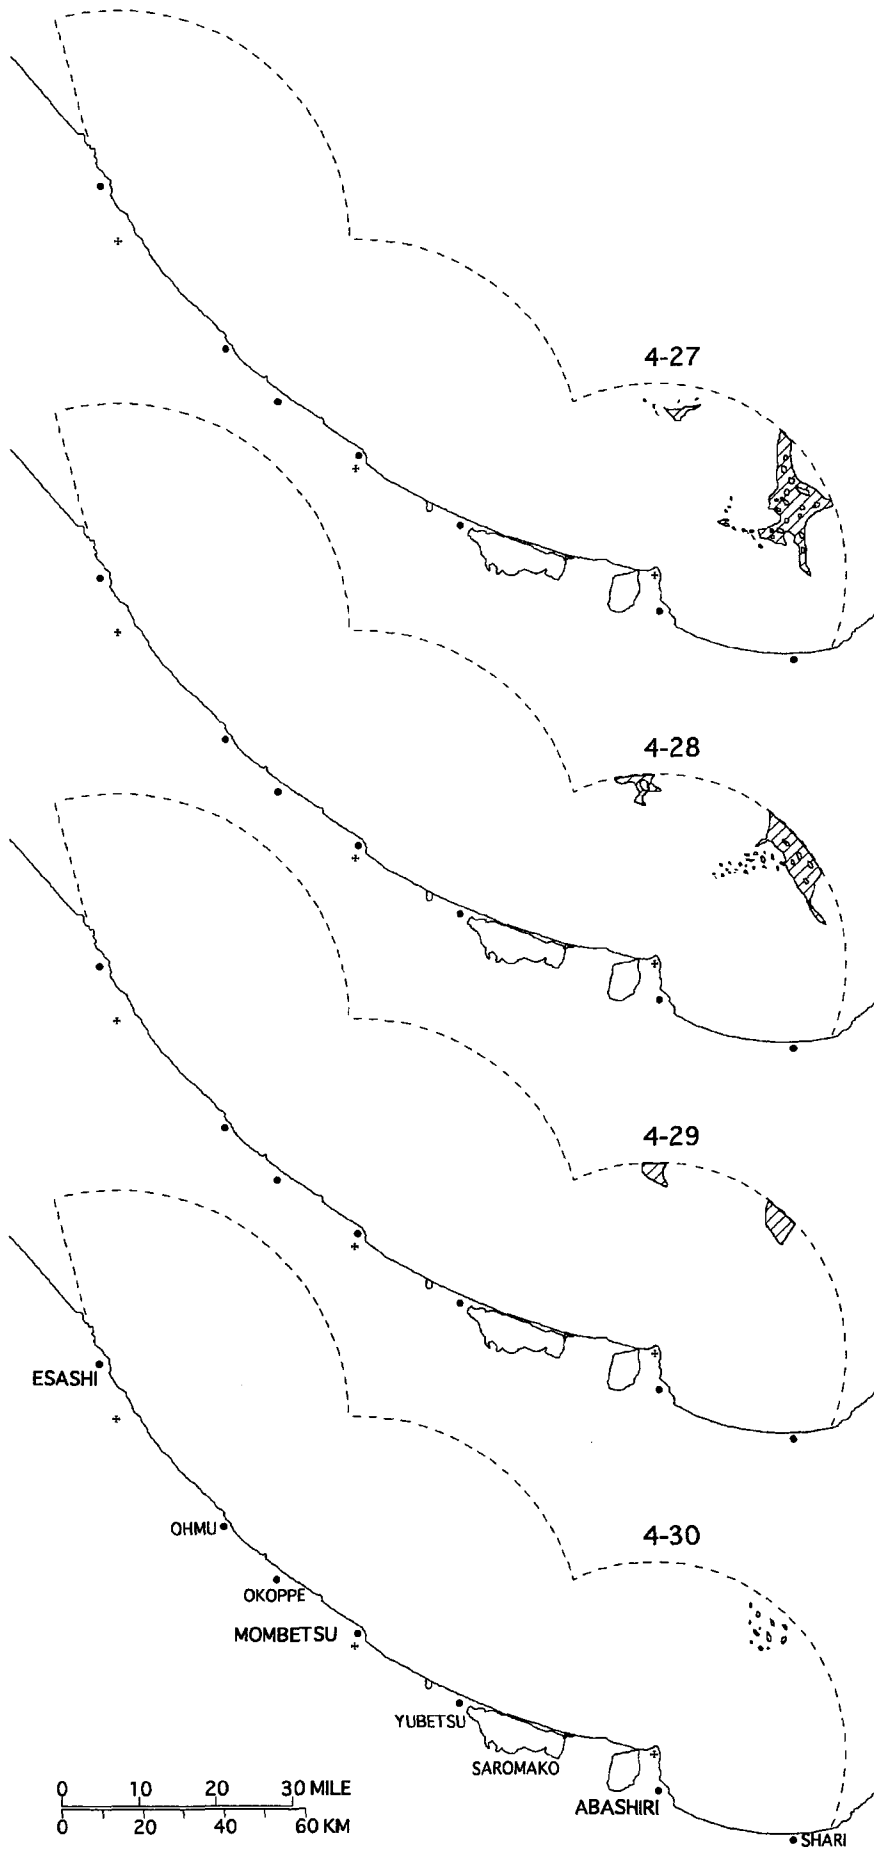 4-27
4-28
4-29
4-30
ESASHI
OHMU
OKOPPE
MOMBETSU
YUBETSU
SAROMAKO
ABASHIRI
SHARI
0 10 20 30 MILE
0 20 40 60 KM